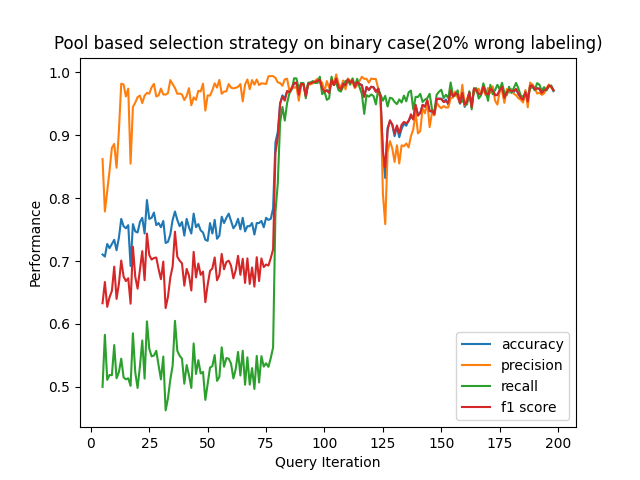 Pool based selection strategy on binary case(20% wrong labeling)
1.0
0.9
0.8
0.7
0.6
0.5
Performance
0 25 50 75 100 125 150 175 200
Query Iteration
accuracy
precision
recall
f1 score